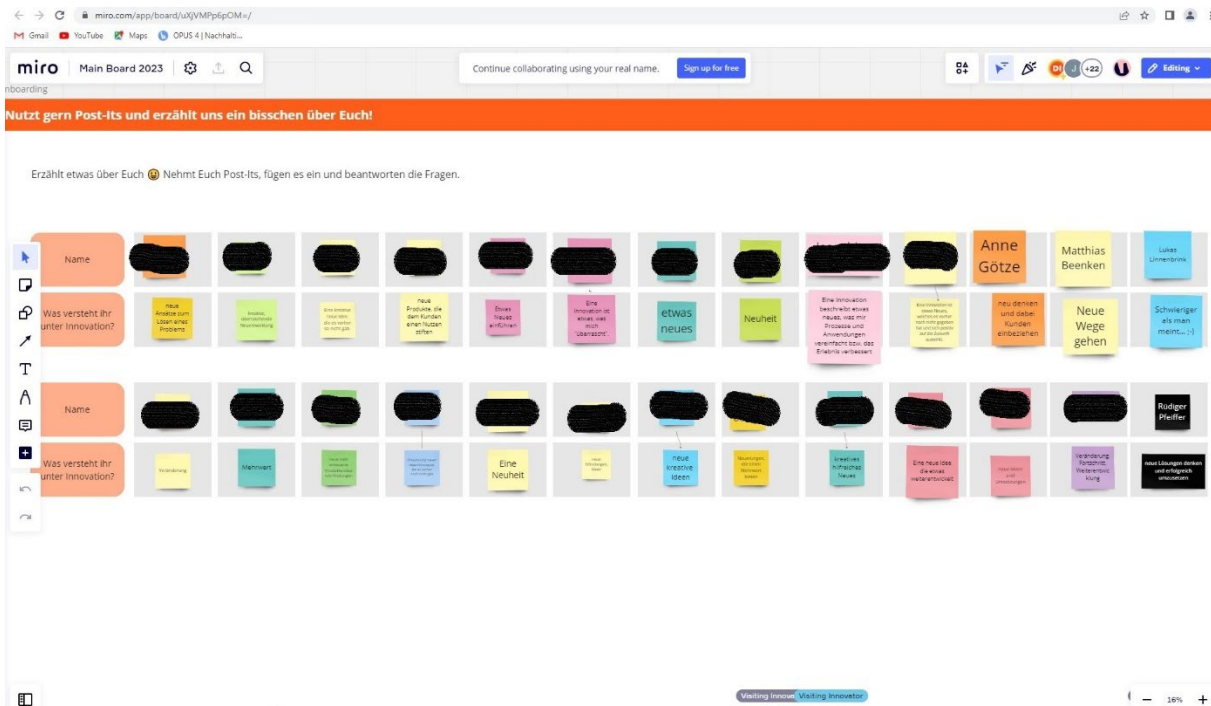 miro.com/app/board/uXjVMPp6pOM=/
Gmail YouTube Maps OPUS 4 | Nachhalti...
miro Main Board 2023
Continue collaborating using your real name. Sign up for free
DI J +22 Editing
nboarding
Nutzt gern Post-Its und erzählt uns ein bisschen über Euch!
Erzählt etwas über Euch 😃 Nehmt Euch Post-Its, fügen es ein und beantworten die Fragen.
Name
Anne
Götze
Matthias
Beenken
Lukas
Linnenbrink
Was versteht ihr
unter Innovation?
neue
Ansätze zum
Lösen eines
Problems
neue
Produkte, die
dem Kunden
einen Nutzen
stiften
Etwas
Neues
einführen
Eine
Innovation ist
etwas, was
mich
"überrascht".
etwas
neues
Neuheit
Eine Innovation
beschreibt etwas
neues, was mir
Prozesse und
Anwendungen
vereinfacht bzw. das
Erlebnis verbessert
neu denken
und dabei
Kunden
einbeziehen
Neue
Wege
gehen
Schwieriger
als man
meint... ;-)
Name
Rüdiger
Pfeiffer
Was versteht ihr
unter Innovation?
Veränderung
Mehrwert
Eine
Neuheit
neue
kreative
Ideen
kreatives
hilfreiches
Neues
Eine neue Idee
die etwas
weiterentwickelt
Veränderung,
Fortschritt,
Weiterentwic
klung
neue Lösungen denken
und erfolgreich
umzusetzen
Visiting Innova Visiting Innovator
16%